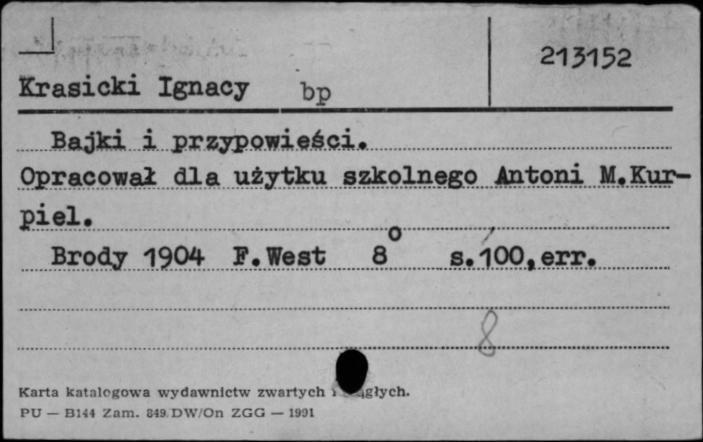 213152
Krasicki Ignacy bp
Bajki i przypowieści.
Opracował dla użytku szkolnego Antoni M.Kur-
piel.
Brody 1904 F.West 8° s.100,err.
8
Karta katalogowa wydawnictw zwartych i
PU — B144 Zam. 849.DW/On ZGG — 1991